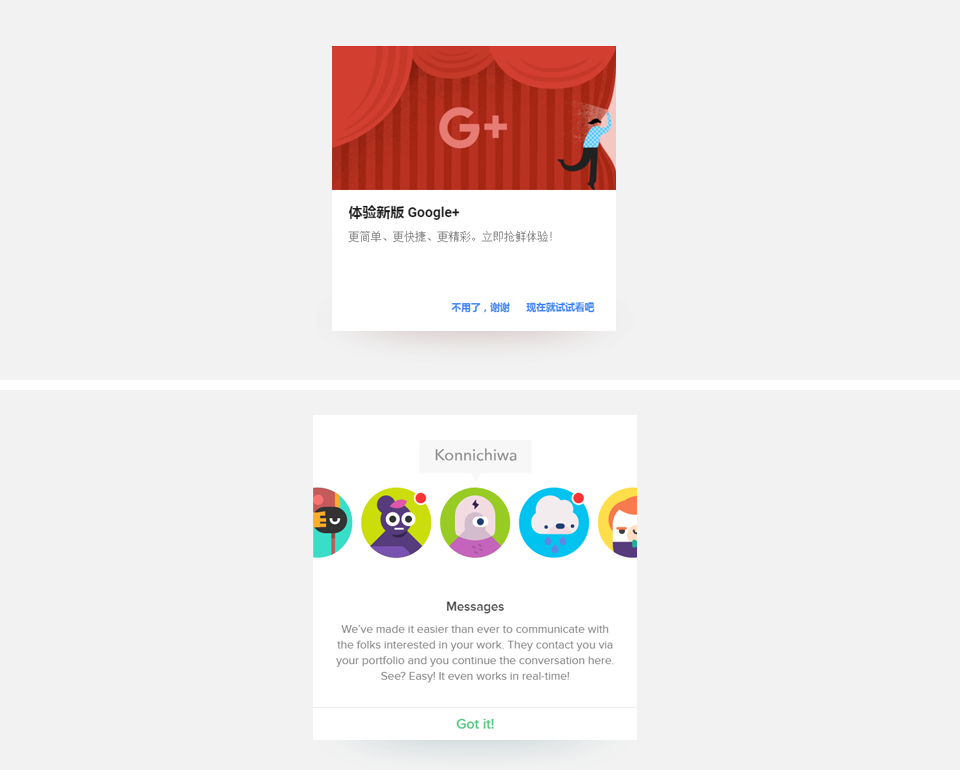 G+
体验新版 Google+
更简单、更快捷、更精彩。立即抢鲜体验!
不用了，谢谢 现在就试试看吧
Konnichiwa
Messages
We've made it easier than ever to communicate with
the folks interested in your work. They contact you via
your portfolio and you continue the conversation here.
See? Easy! It even works in real-time!
Got it!